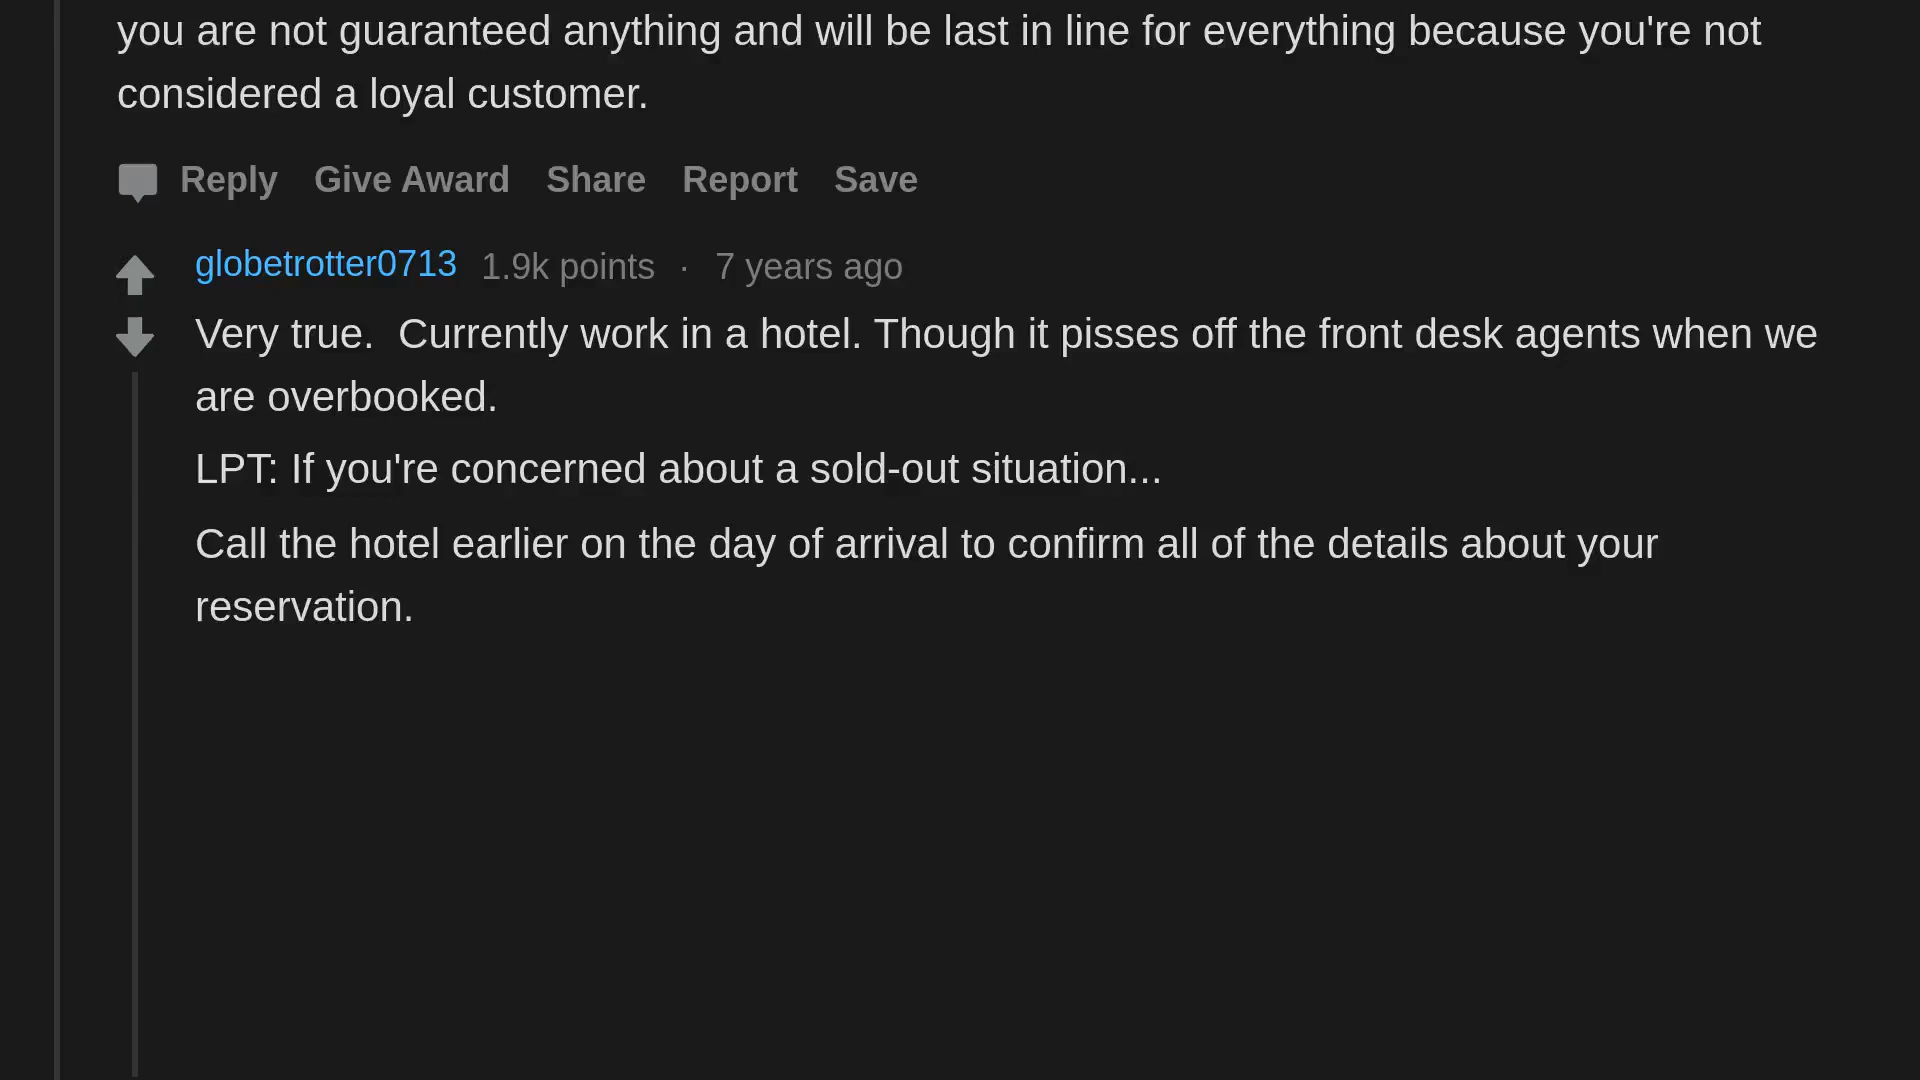 you are not guaranteed anything and will be last in line for everything because you're not
considered a loyal customer.
Reply Give Award Share Report Save
globetrotter0713 1.9k points · 7 years ago
Very true.  Currently work in a hotel. Though it pisses off the front desk agents when we
are overbooked.
LPT: If you're concerned about a sold-out situation...
Call the hotel earlier on the day of arrival to confirm all of the details about your
reservation.